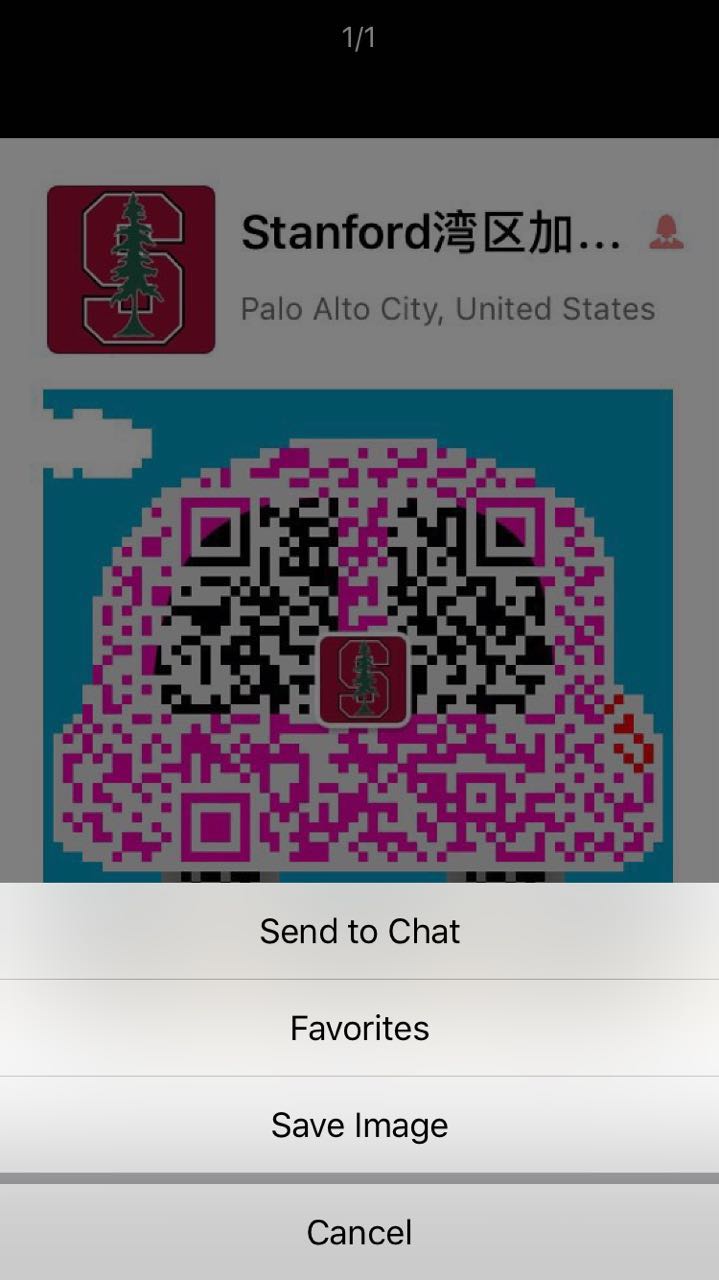 1/1
Stanford湾区加...
Palo Alto City, United States
Send to Chat
Favorites
Save Image
Cancel